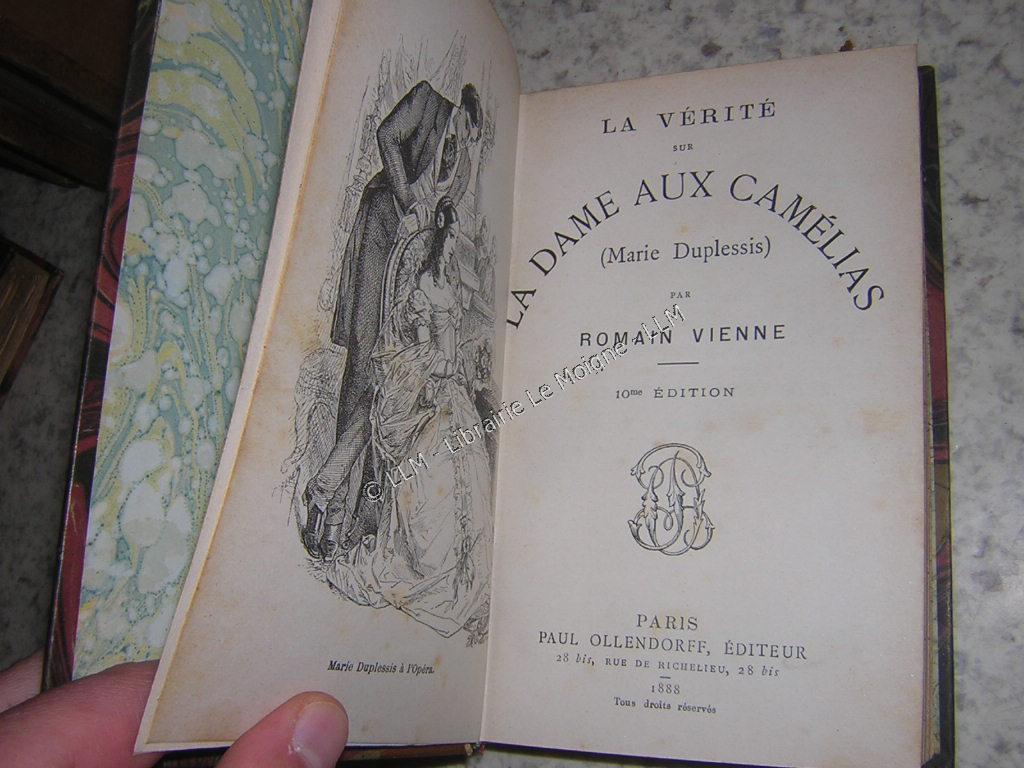 Marie Duplessis à l'Opéra.
LA VÉRITÉ
SUR
LA DAME AUX CAMÉLIAS
(Marie Duplessis)
PAR
ROMAIN VIENNE
10me ÉDITION
PARIS
PAUL OLLENDORFF, ÉDITEUR
28 bis, RUE DE RICHELIEU, 28 bis
1888
Tous droits réservés
© LLM - Librairie Le Moigne - LLM